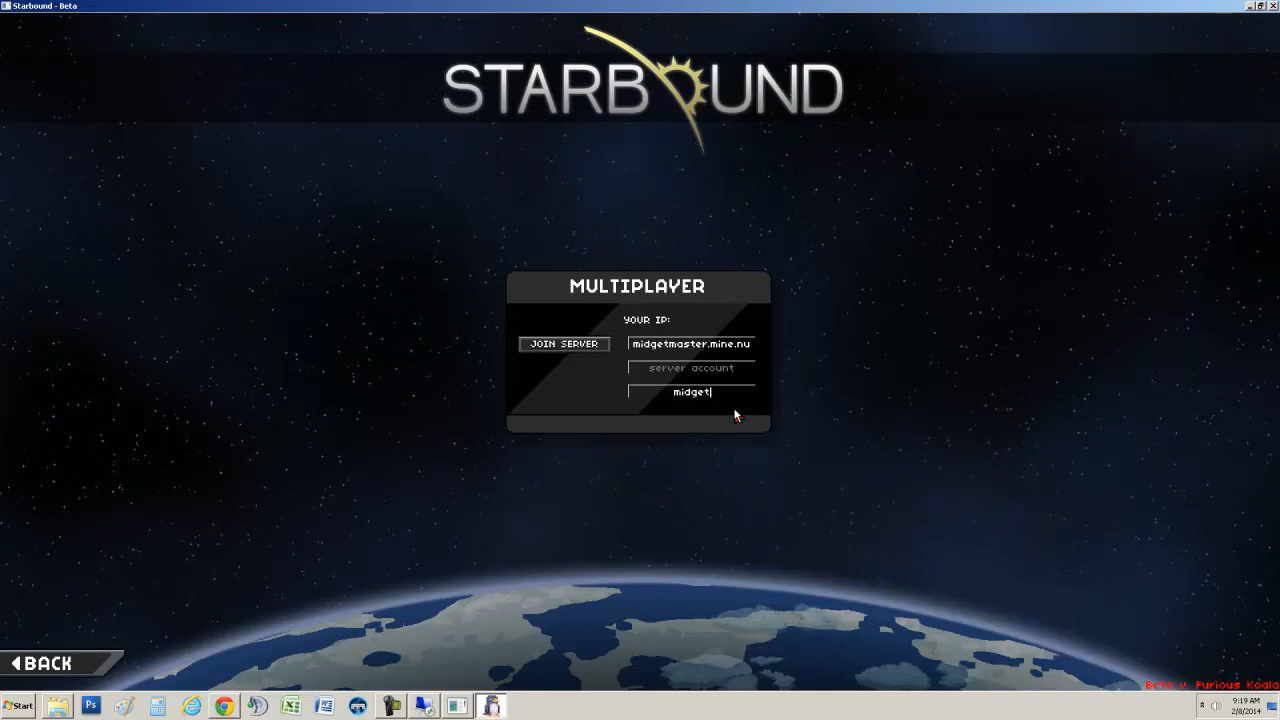 Starbound - Beta
STARBOUND
MULTIPLAYER
YOUR IP:
JOIN SERVER
midgetmaster.mine.nu
server account
midget
BACK
Beta v. Furious Koala
Start
Ps
9:19 AM
2/8/2014